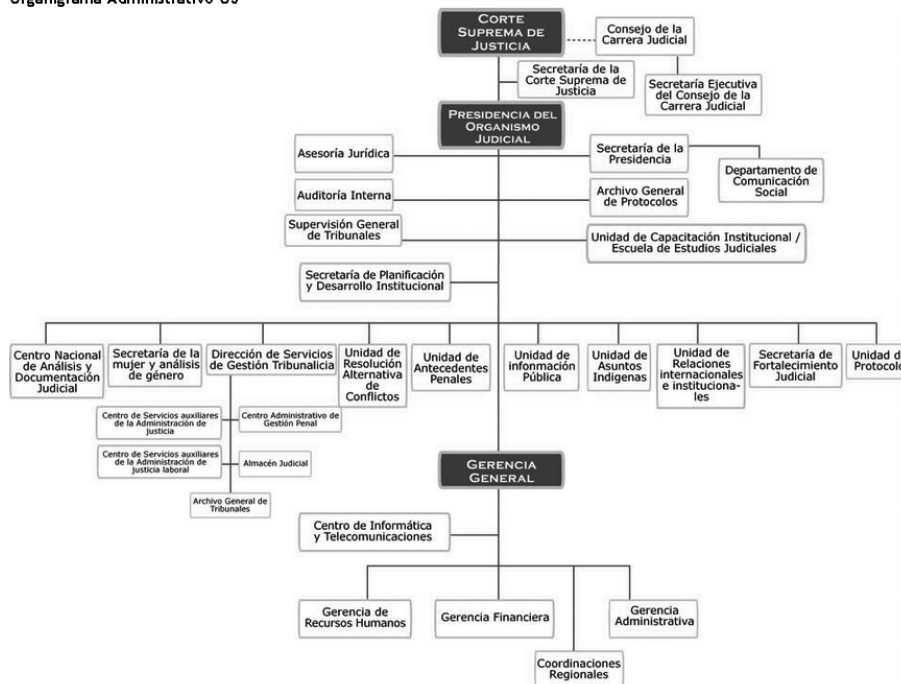 Organigrama Administrativo OJ
CORTE
SUPREMA DE
JUSTICIA
Consejo de la
Carrera Judicial
Secretaría de la
Corte Suprema de
Justicia
Secretaría Ejecutiva
del Consejo de la
Carrera Judicial
PRESIDENCIA DEL
ORGANISMO
JUDICIAL
Asesoría Jurídica
Secretaría de la
Presidencia
Departamento de
Comunicación
Social
Auditoría Interna
Archivo General
de Protocolos
Supervisión General
de Tribunales
Unidad de Capacitación Institucional /
Escuela de Estudios Judiciales
Secretaría de Planificación
y Desarrollo Institucional
Centro Nacional
de Análisis y
Documentación
Judicial
Secretaría de la
mujer y análisis
de género
Dirección de Servicios
de Gestión Tribunalicia
Unidad de
Resolución
Alternativa
de
Conflictos
Unidad de
Antecedentes
Penales
Unidad de
información
Pública
Unidad de
Asuntos
Indigenas
Unidad de
Relaciones
internacionales
e instituciona-
les
Secretaría de
Fortalecimiento
Judicial
Unidad d
Protocol
Centro de Servicios auxiliares
de la Administración de
justicia
Centro Administrativo de
Gestión Penal
Centro de Servicios auxiliares
de la Administración de
justicia laboral
Almacén Judicial
Archivo General de
Tribunales
GERENCIA
GENERAL
Centro de Informática
y Telecomunicaciones
Gerencia de
Recursos Humanos
Gerencia Financiera
Gerencia
Administrativa
Coordinaciones
Regionales